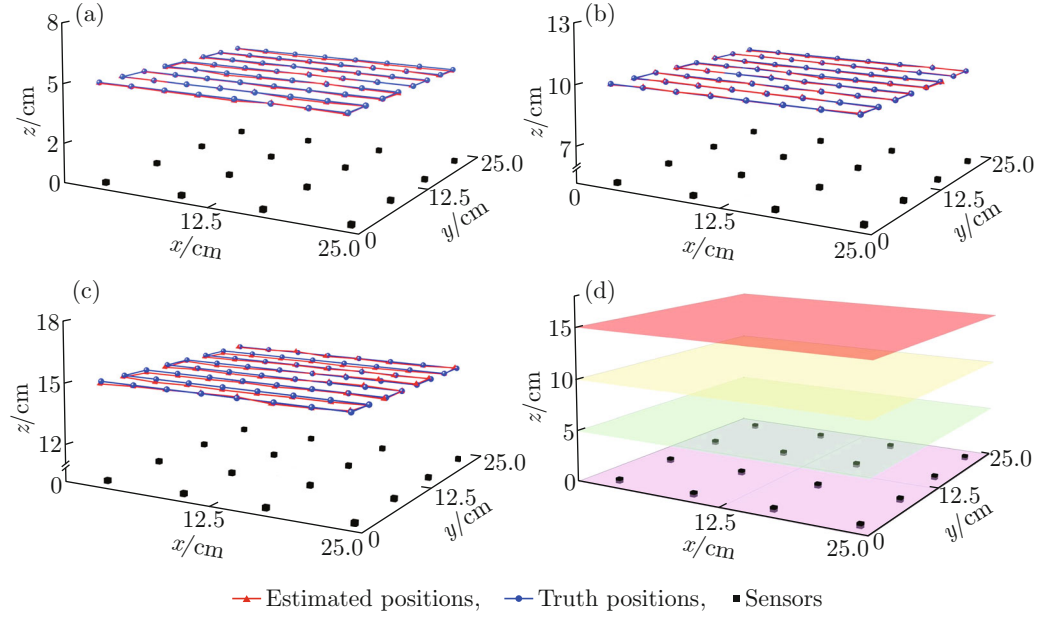 (a)
8
5
2
0
z/cm
12.5
25.0
x/cm
0
12.5
25.0
y/cm
(b)
13
10
7
0
z/cm
12.5
25.0
x/cm
0
12.5
25.0
y/cm
(c)
18
15
12
0
z/cm
12.5
25.0
x/cm
0
12.5
25.0
y/cm
(d)
15
10
5
0
z/cm
12.5
25.0
x/cm
0
12.5
25.0
y/cm
Estimated positions, Truth positions, Sensors